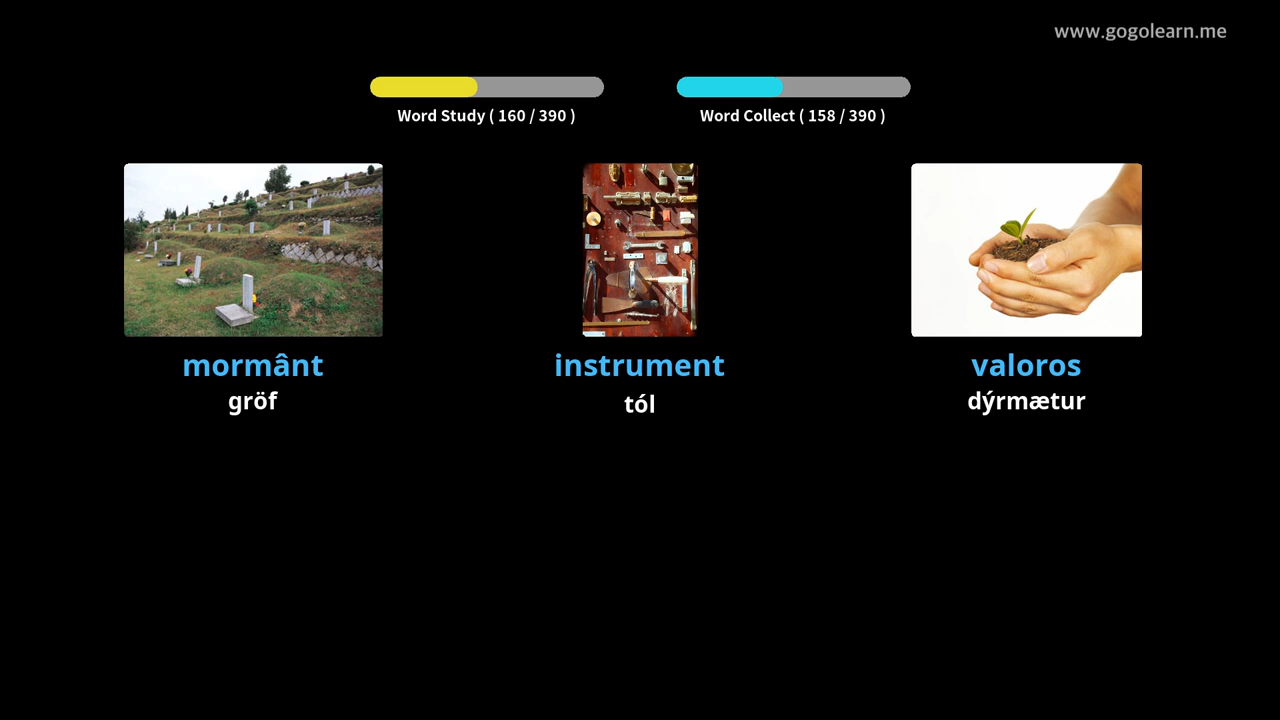 www.gogolearn.me
Word Study ( 160 / 390 )
Word Collect ( 158 / 390 )
mormânt
gröf
instrument
tól
valoros
dýrmætur